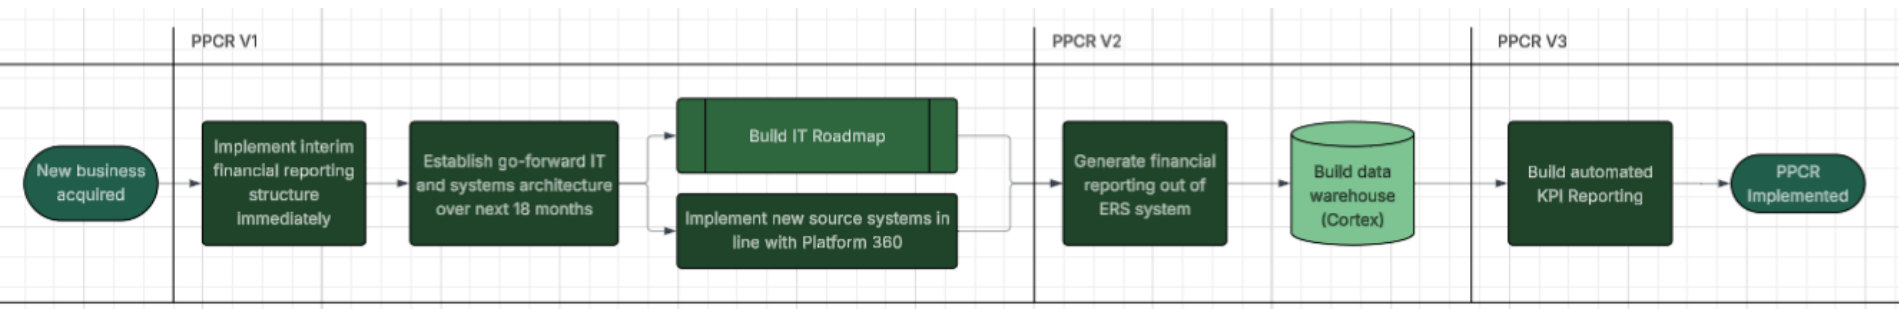 PPCR V1
PPCR V2
PPCR V3
New business
acquired
Implement interim
financial reporting
structure
immediately
Establish go-forward IT
and systems architecture
over next 18 months
Build IT Roadmap
Implement new source systems in
line with Platform 360
Generate financial
reporting out of
ERS system
Build data
warehouse
(Cortex)
Build automated
KPI Reporting
PPCR
Implemented